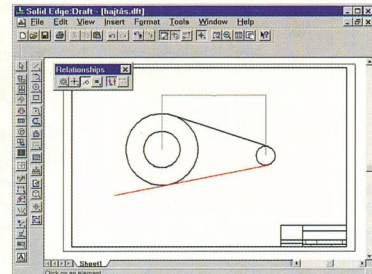 Solid Edge:Draft - [hajtás.dft]
File Edit View Insert Format Tools Window Help
Relationships
Sheet1
Click on an element